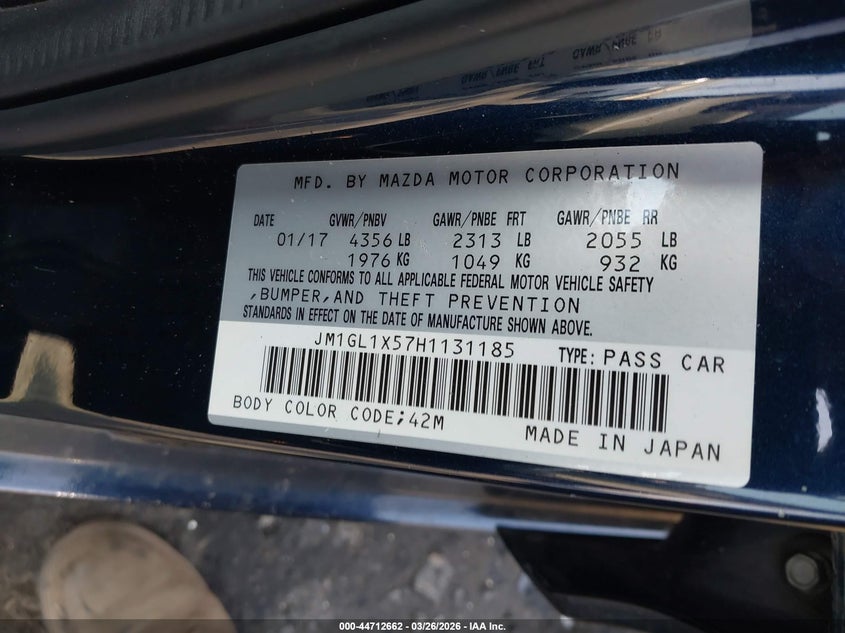 MFD. BY MAZDA MOTOR CORPORATION
DATE GVWR/PNBV GAWR/PNBE FRT GAWR/PNBE RR
01/17 4356 LB 2313 LB 2055 LB
1976 KG 1049 KG 932 KG
THIS VEHICLE CONFORMS TO ALL APPLICABLE FEDERAL MOTOR VEHICLE SAFETY
,BUMPER,AND THEFT PREVENTION
STANDARDS IN EFFECT ON THE DATE OF MANUFACTURE SHOWN ABOVE.
JM1GL1X57H1131185 TYPE: PASS CAR
BODY COLOR CODE;42M
MADE IN JAPAN
000-44712662 - 03/26/2026 - IAA Inc.